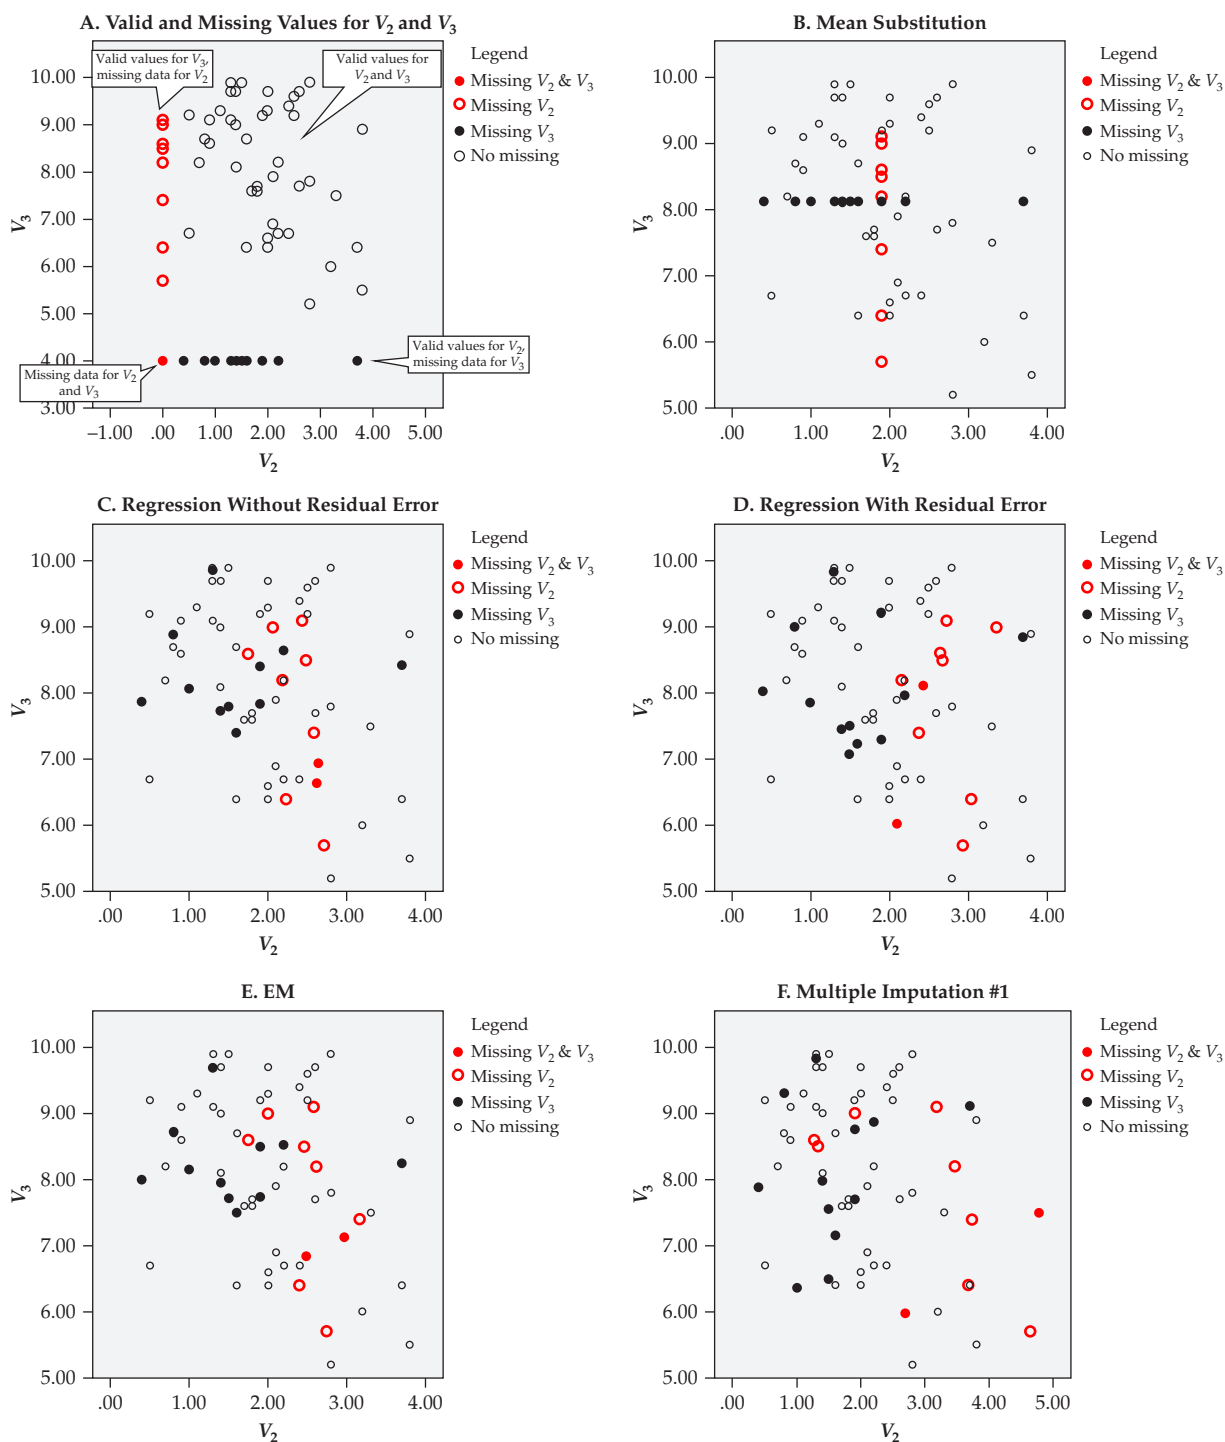 A. Valid and Missing Values for V2 and V3
Valid values for V3,
missing data for V2
Valid values for
V2 and V3
Legend
Missing V2 & V3
Missing V2
Missing V3
No missing
10.00
9.00
8.00
7.00
6.00
5.00
4.00
3.00
V3
Missing data for V2
and V3
Valid values for V2,
missing data for V3
−1.00 .00 1.00 2.00 3.00 4.00 5.00
V2
B. Mean Substitution
Legend
Missing V2 & V3
Missing V2
Missing V3
No missing
10.00
9.00
8.00
7.00
6.00
5.00
V3
.00 1.00 2.00 3.00 4.00
V2
C. Regression Without Residual Error
Legend
Missing V2 & V3
Missing V2
Missing V3
No missing
10.00
9.00
8.00
7.00
6.00
5.00
V3
.00 1.00 2.00 3.00 4.00
V2
D. Regression With Residual Error
Legend
Missing V2 & V3
Missing V2
Missing V3
No missing
10.00
9.00
8.00
7.00
6.00
5.00
V3
.00 1.00 2.00 3.00 4.00
V2
E. EM
Legend
Missing V2 & V3
Missing V2
Missing V3
No missing
10.00
9.00
8.00
7.00
6.00
5.00
V3
.00 1.00 2.00 3.00 4.00
V2
F. Multiple Imputation #1
Legend
Missing V2 & V3
Missing V2
Missing V3
No missing
10.00
9.00
8.00
7.00
6.00
5.00
V3
.00 1.00 2.00 3.00 4.00 5.00
V2